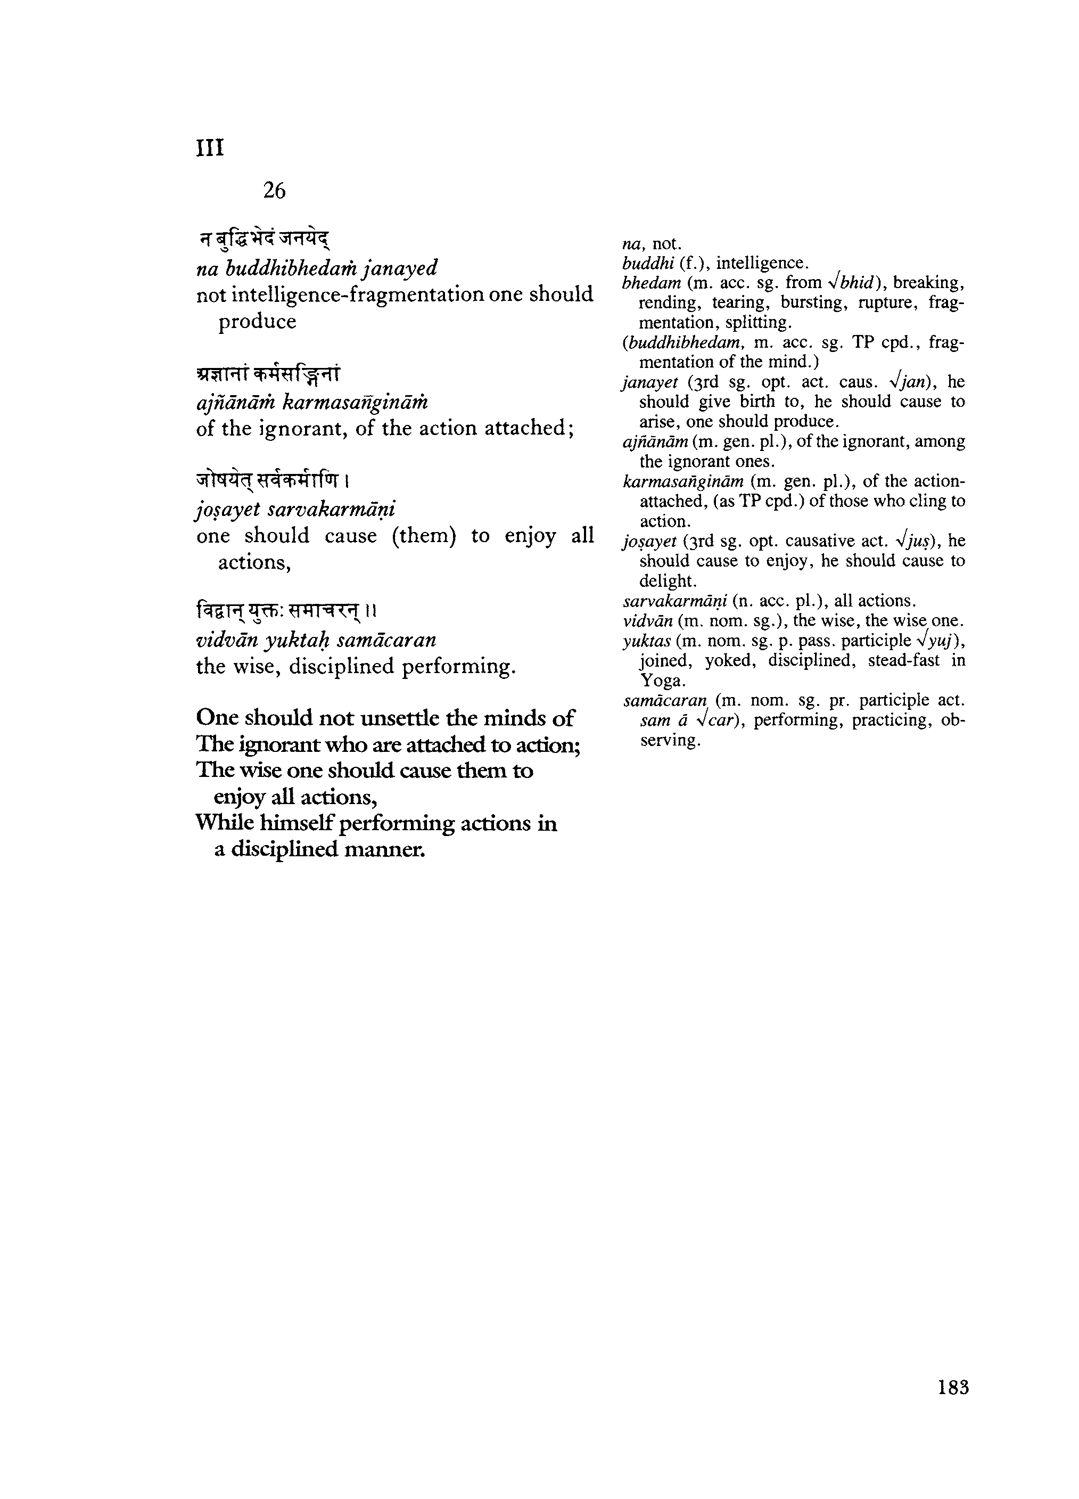 III
26
न बुद्धिभेदं जनयेद्
na buddhibhedaṁ janayed
not intelligence-fragmentation one should
produce
अज्ञानां कर्मसङ्गिनां
ajñānāṁ karmasan̄gināṁ
of the ignorant, of the action attached;
जोषयेत् सर्वकर्माणि ।
joṣayet sarvakarmāṇi
one should cause (them) to enjoy all
actions,
विद्वान् युक्तः समाचरन् ॥
vidvān yuktaḥ samācaran
the wise, disciplined performing.
One should not unsettle the minds of
The ignorant who are attached to action;
The wise one should cause them to
enjoy all actions,
While himself performing actions in
a disciplined manner.
na, not.
buddhi (f.), intelligence.
bhedam (m. acc. sg. from √bhid), breaking,
rending, tearing, bursting, rupture, frag-
mentation, splitting.
(buddhibhedam, m. acc. sg. TP cpd., frag-
mentation of the mind.)
janayet (3rd sg. opt. act. caus. √jan), he
should give birth to, he should cause to
arise, one should produce.
ajñānām (m. gen. pl.), of the ignorant, among
the ignorant ones.
karmasan̄ginām (m. gen. pl.), of the action-
attached, (as TP cpd.) of those who cling to
action.
joṣayet (3rd sg. opt. causative act. √juṣ), he
should cause to enjoy, he should cause to
delight.
sarvakarmāṇi (n. acc. pl.), all actions.
vidvān (m. nom. sg.), the wise, the wise one.
yuktas (m. nom. sg. p. pass. participle √yuj),
joined, yoked, disciplined, stead-fast in
Yoga.
samācaran (m. nom. sg. pr. participle act.
sam ā √car), performing, practicing, ob-
serving.
183